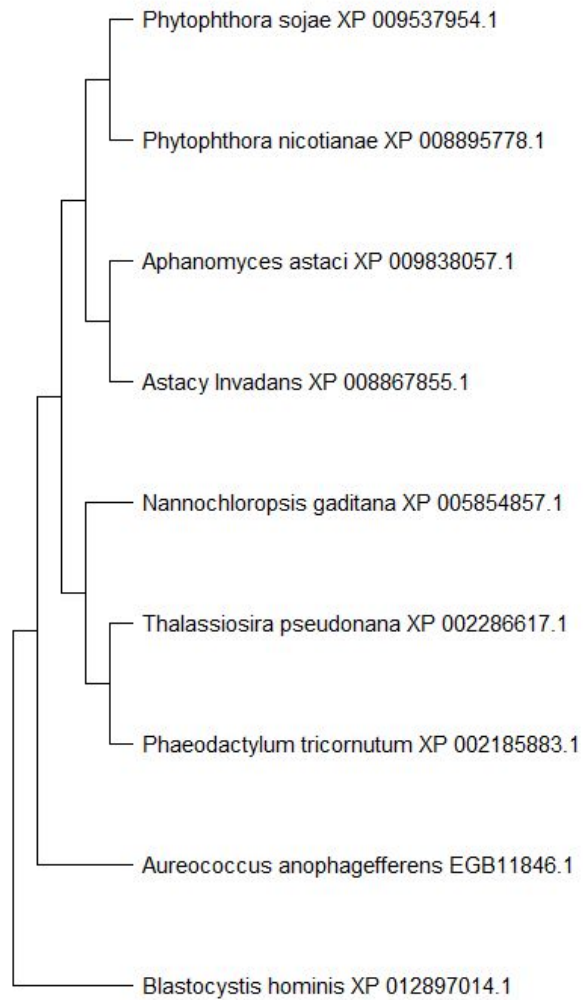 Phytophthora sojae XP 009537954.1
Phytophthora nicotianae XP 008895778.1
Aphanomyces astaci XP 009838057.1
Astacy Invadans XP 008867855.1
Nannochloropsis gaditana XP 005854857.1
Thalassiosira pseudonana XP 002286617.1
Phaeodactylum tricornutum XP 002185883.1
Aureococcus anophagefferens EGB11846.1
Blastocystis hominis XP 012897014.1